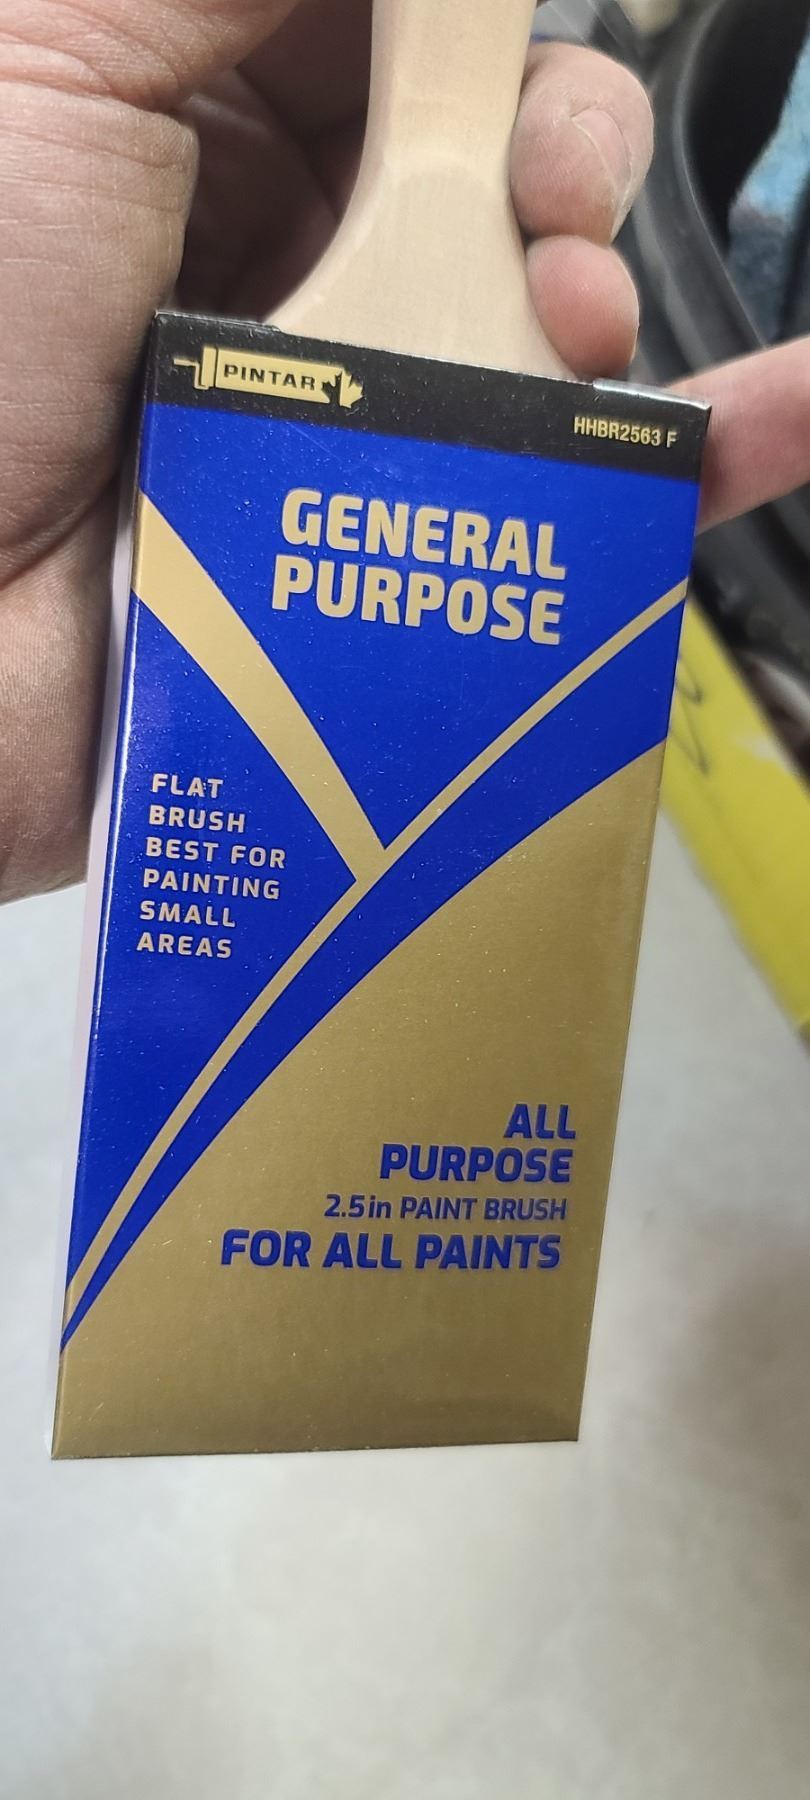 PINTAR
HHBR2563 F
GENERAL
PURPOSE
FLAT
BRUSH
BEST FOR
PAINTING
SMALL
AREAS
ALL
PURPOSE
2.5in PAINT BRUSH
FOR ALL PAINTS